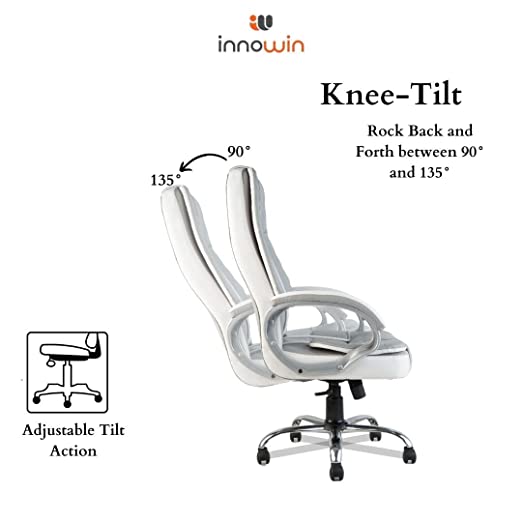 innowin
Knee-Tilt
Rock Back and
Forth between 90°
and 135°
90°
135°
Adjustable Tilt
Action